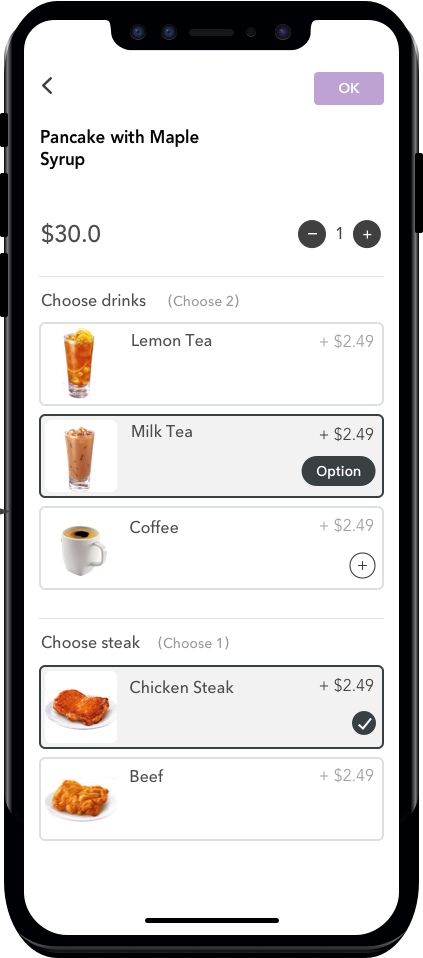 OK
Pancake with Maple
Syrup
$30.0
− 1 +
Choose drinks (Choose 2)
Lemon Tea + $2.49
Milk Tea + $2.49
Option
Coffee + $2.49
+
Choose steak (Choose 1)
Chicken Steak + $2.49
Beef + $2.49